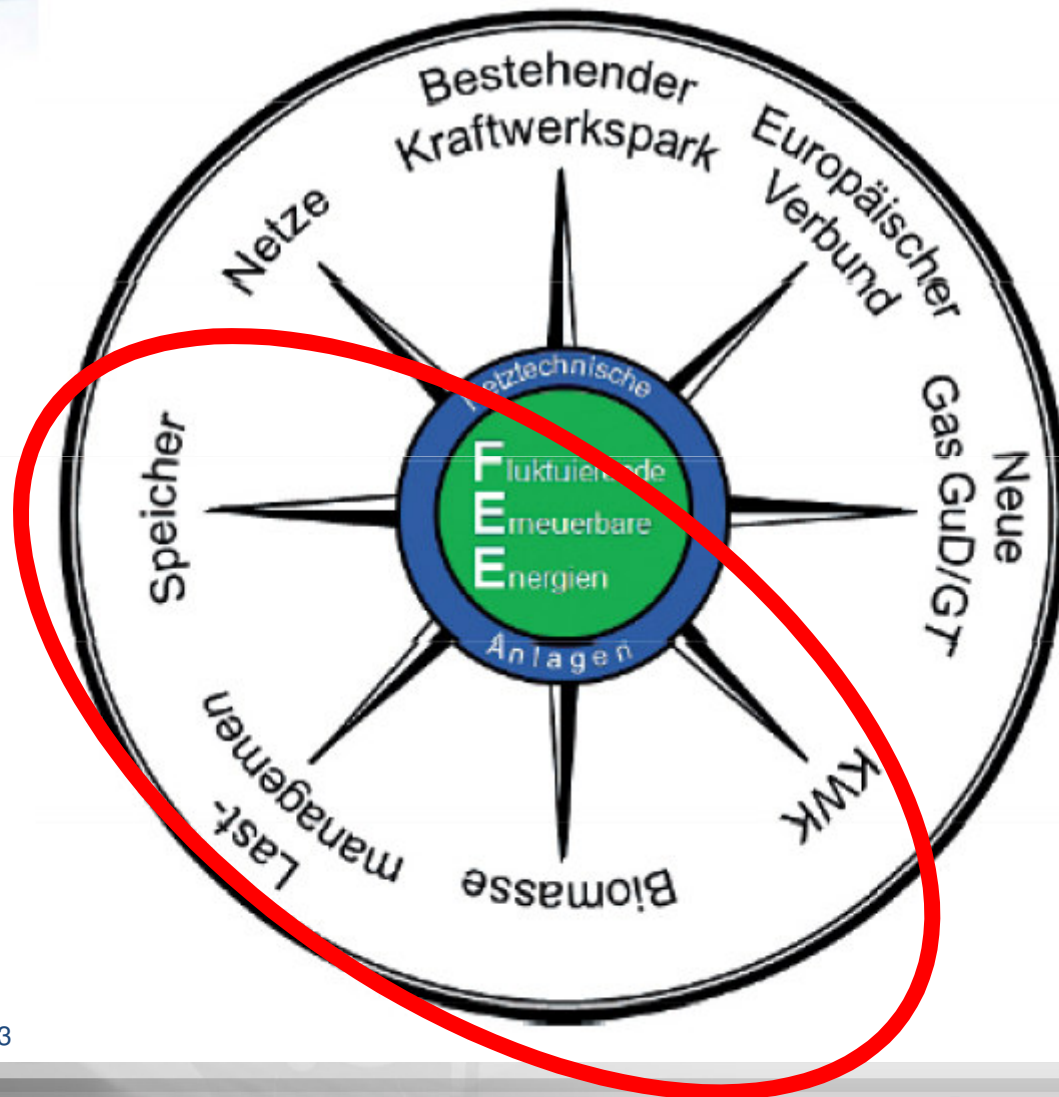 Bestehender
Kraftwerkspark
Europäischer
Verbund
Neue
Gas GuD/GT
KWK
Biomasse
Last-
managemen
Speicher
Netze
Netztechnische
Fluktuierende
Erneuerbare
Energien
Anlagen
3